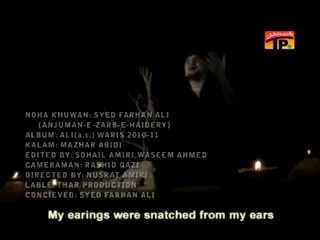 TP
NOHA KHUWAN: SYED FARHAN ALI
(ANJUMAN-E-ZARB-E-HAIDERY)
ALBUM: ALI(a.s.) WARIS 2010-11
KALAM: MAZHAR ABIDI
EDITED BY: SOHAIL AMIRI,WASEEM AHMED
CAMERAMAN: RASHID QAZI
DIRECTED BY: NUSRAT AMIRI
LABLE: THAR PRODUCTION
CONCIEVED: SYED FARHAN ALI
My earings were snatched from my ears